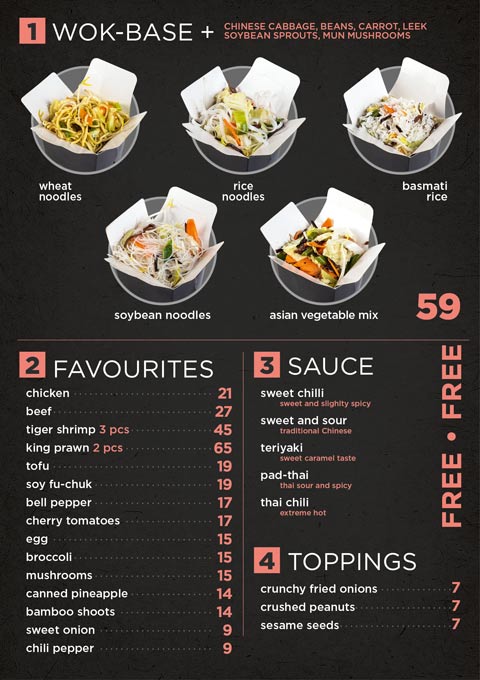 1 WOK-BASE + CHINESE CABBAGE, BEANS, CARROT, LEEK
SOYBEAN SPROUTS, MUN MUSHROOMS
wheat
noodles
rice
noodles
basmati
rice
soybean noodles
asian vegetable mix
59
2 FAVOURITES
chicken 21
beef 27
tiger shrimp 3 pcs 45
king prawn 2 pcs 65
tofu 19
soy fu-chuk 19
bell pepper 17
cherry tomatoes 17
egg 15
broccoli 15
mushrooms 15
canned pineapple 14
bamboo shoots 14
sweet onion 9
chili pepper 9
3 SAUCE
sweet chilli
sweet and slighlty spicy
sweet and sour
traditional Chinese
teriyaki
sweet caramel taste
pad-thai
thai sour and spicy
thai chili
extreme hot
FREE • FREE
4 TOPPINGS
crunchy fried onions 7
crushed peanuts 7
sesame seeds 7